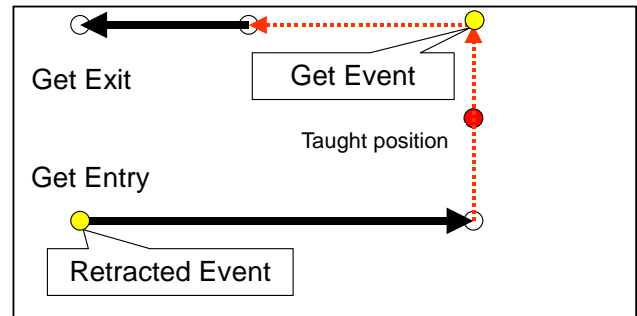 Get Exit
Get Event
Taught position
Get Entry
Retracted Event